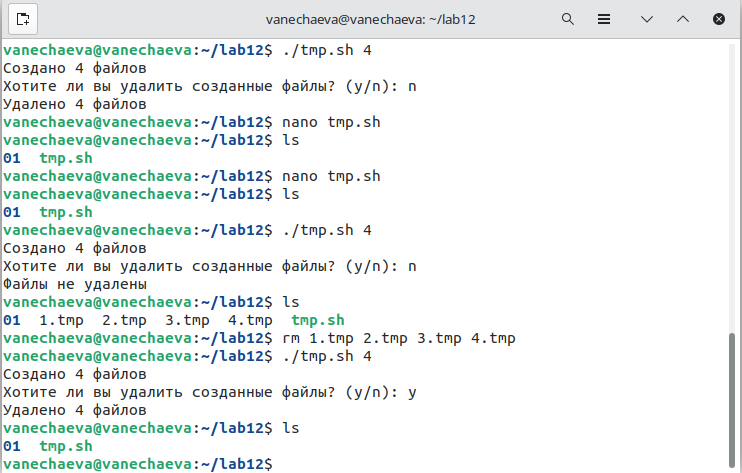 vanechaeva@vanechaeva: ~/lab12
vanechaeva@vanechaeva:~/lab12$ ./tmp.sh 4
Создано 4 файлов
Хотите ли вы удалить созданные файлы? (y/n): n
Удалено 4 файлов
vanechaeva@vanechaeva:~/lab12$ nano tmp.sh
vanechaeva@vanechaeva:~/lab12$ ls
01  tmp.sh
vanechaeva@vanechaeva:~/lab12$ nano tmp.sh
vanechaeva@vanechaeva:~/lab12$ ls
01  tmp.sh
vanechaeva@vanechaeva:~/lab12$ ./tmp.sh 4
Создано 4 файлов
Хотите ли вы удалить созданные файлы? (y/n): n
Файлы не удалены
vanechaeva@vanechaeva:~/lab12$ ls
01  1.tmp  2.tmp  3.tmp  4.tmp  tmp.sh
vanechaeva@vanechaeva:~/lab12$ rm 1.tmp 2.tmp 3.tmp 4.tmp
vanechaeva@vanechaeva:~/lab12$ ./tmp.sh 4
Создано 4 файлов
Хотите ли вы удалить созданные файлы? (y/n): y
Удалено 4 файлов
vanechaeva@vanechaeva:~/lab12$ ls
01  tmp.sh
vanechaeva@vanechaeva:~/lab12$